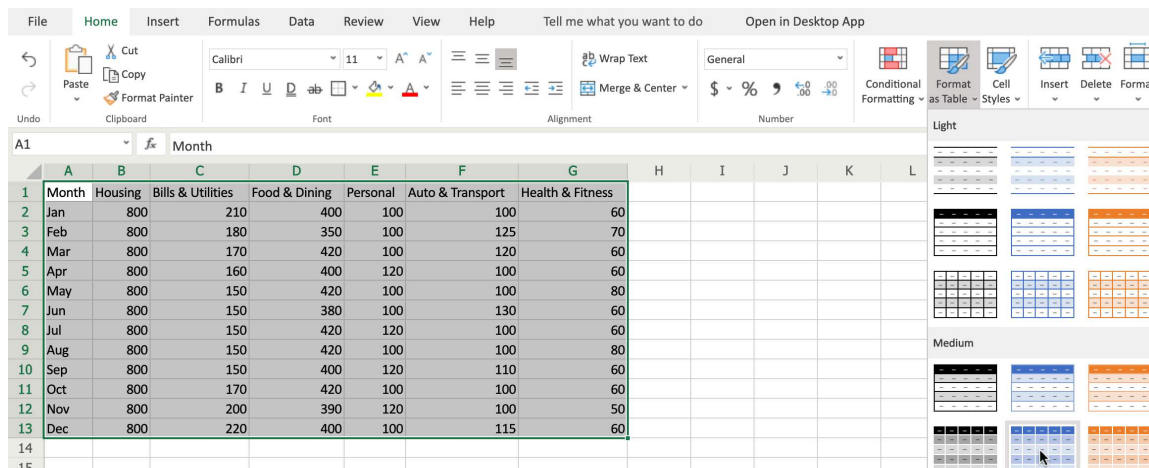 File Home Insert Formulas Data Review View Help Tell me what you want to do Open in Desktop App
Cut
Copy
Paste
Format Painter
Calibri 11 A^ A˅
B I U D ab A
ab Wrap Text
Merge & Center
General
$ % 9 .00 .00
Conditional Formatting
Format as Table
Cell Styles
Insert Delete Forma
Undo Clipboard Font Alignment Number
Light
A1 fx Month
A B C D E F G H I J K L
1 Month Housing Bills & Utilities Food & Dining Personal Auto & Transport Health & Fitness
2 Jan 800 210 400 100 100 60
3 Feb 800 180 350 100 125 70
4 Mar 800 170 420 100 120 60
5 Apr 800 160 400 120 100 60
6 May 800 150 420 100 100 80
7 Jun 800 150 380 100 130 60
8 Jul 800 150 420 120 100 60
9 Aug 800 150 420 100 100 80
10 Sep 800 150 400 120 110 60
11 Oct 800 170 420 100 100 60
12 Nov 800 200 390 120 100 50
13 Dec 800 220 400 100 115 60
14
15
Medium